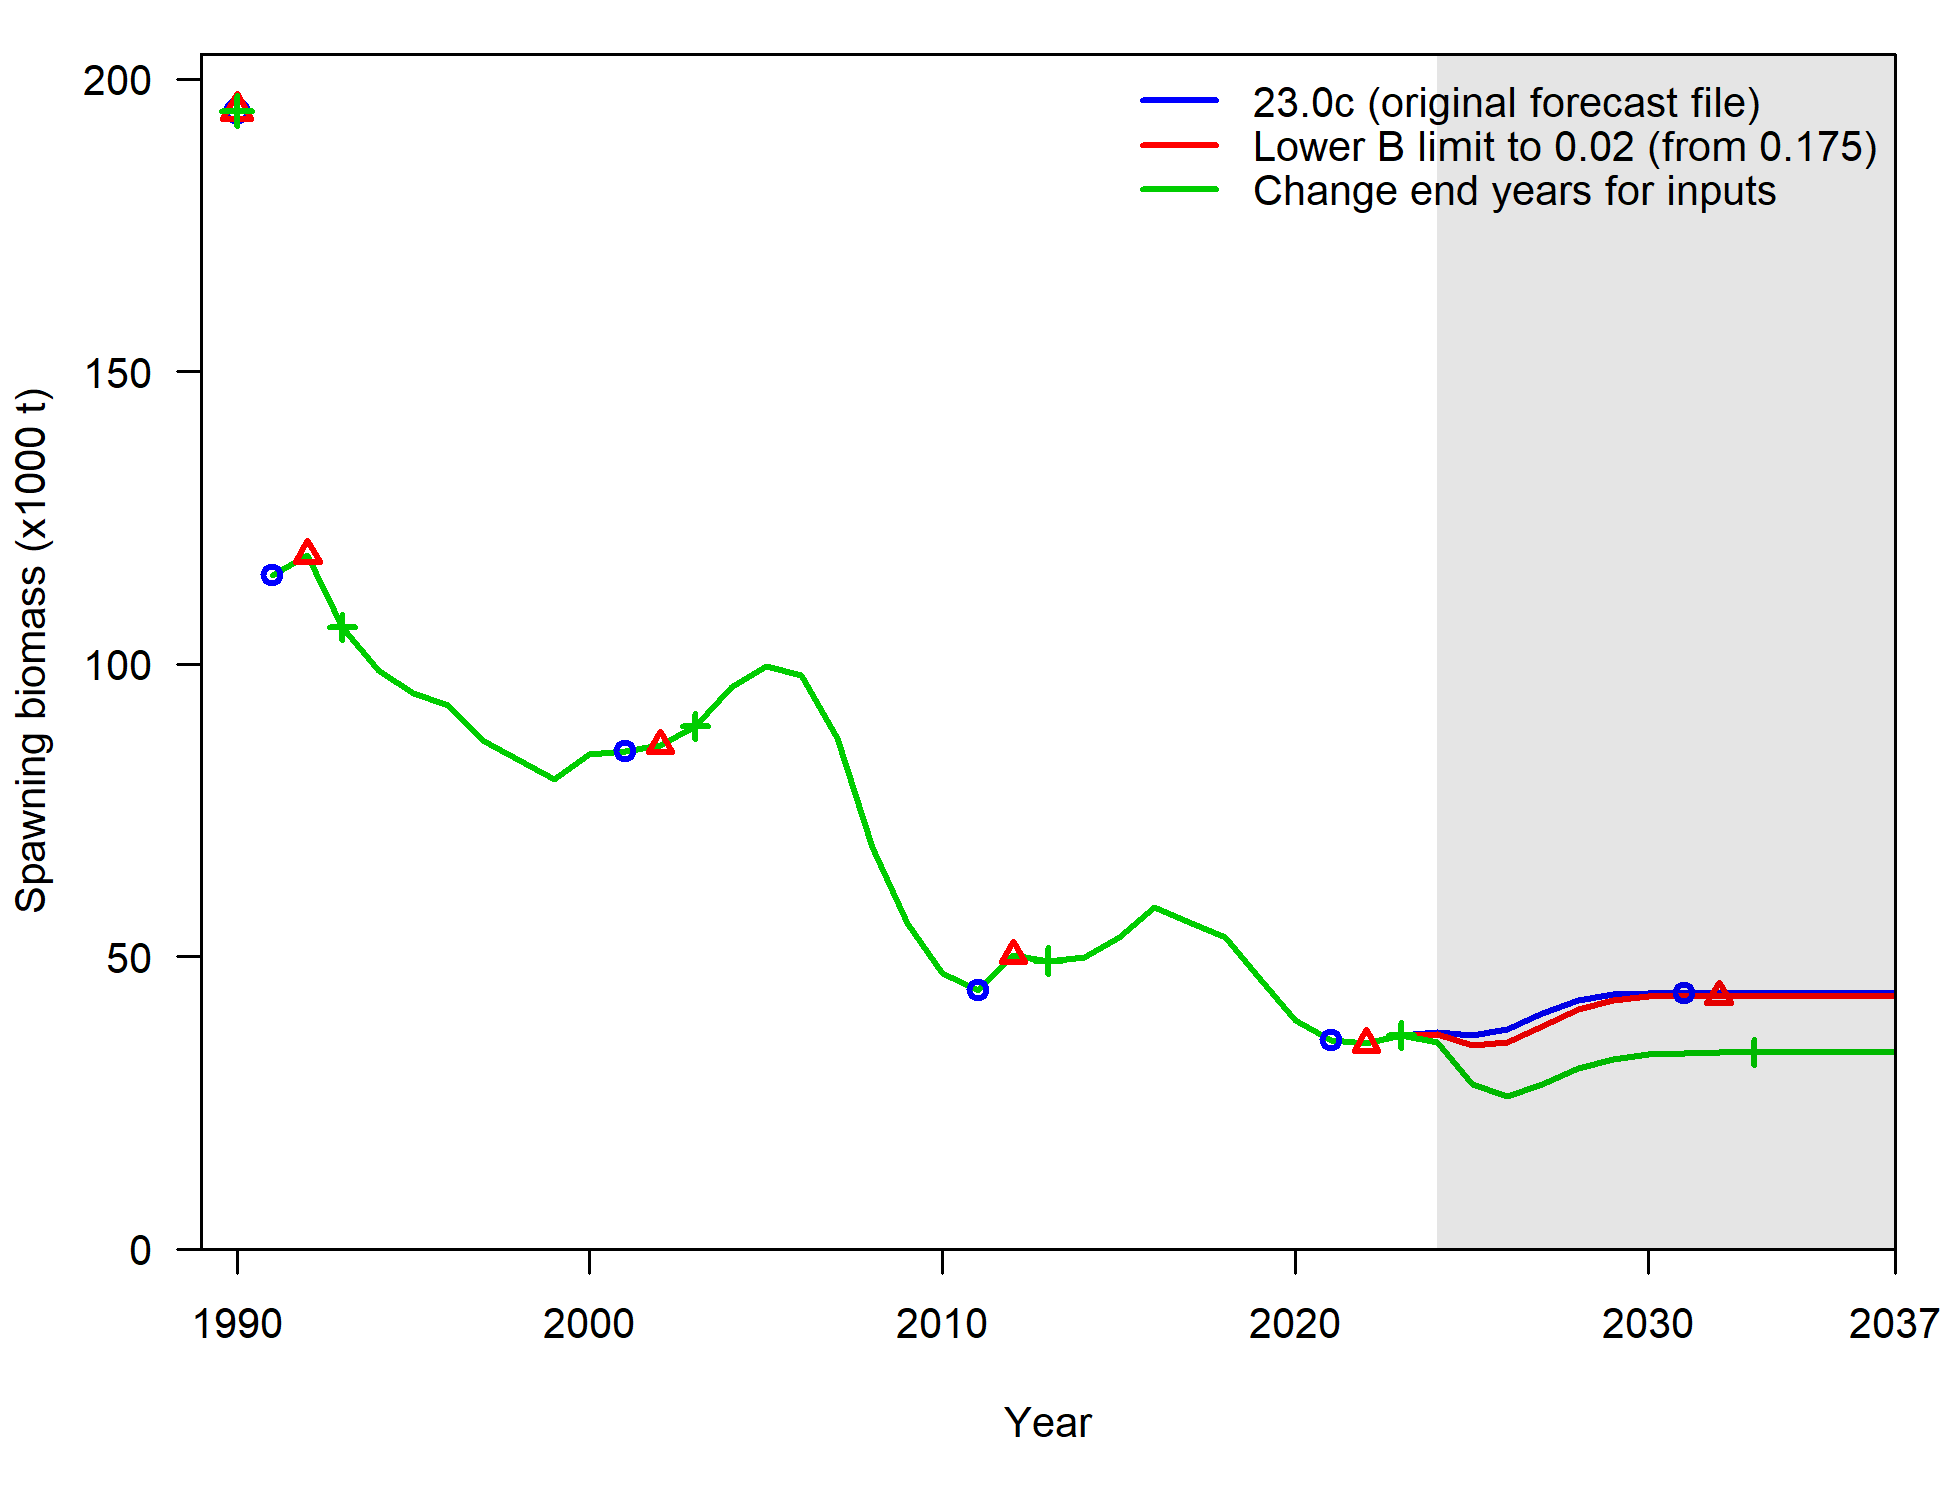 23.0c (original forecast file)
Lower B limit to 0.02 (from 0.175)
Change end years for inputs
Spawning biomass (x1000 t)
200
150
100
50
0
1990 2000 2010 2020 2030 2037
Year